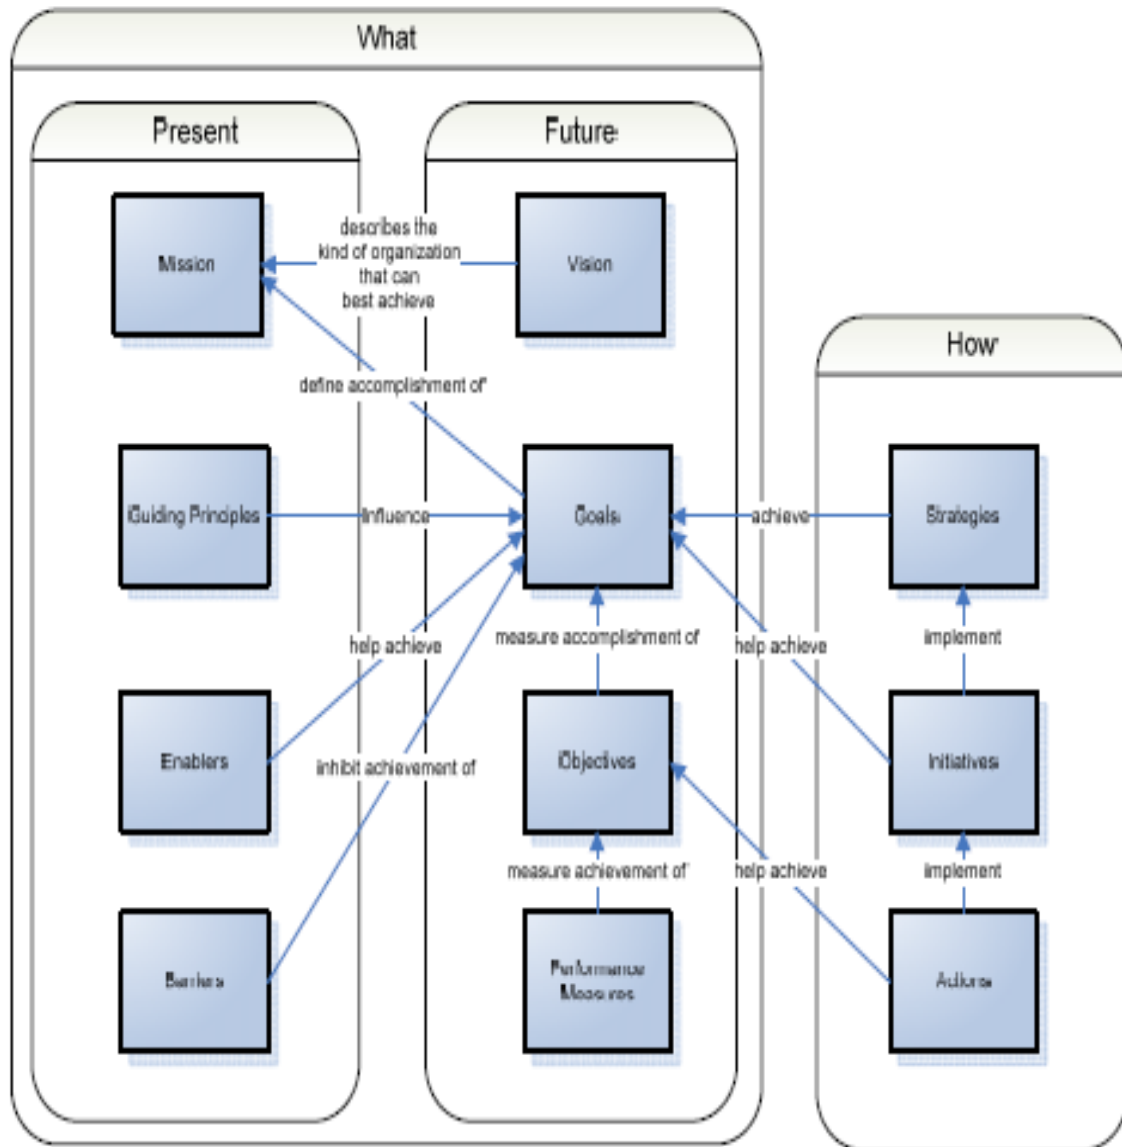 What
Present
Future
Mission
describes the
kind of organization
that can
best achieve
Vision
How
define accomplishment of
Guiding Principles
Influence
Goals
achieve
Strategies
help achieve
measure accomplishment of
help achieve
implement
Enablers
inhibit achievement of
Objectives
Initiatives
measure achievement of
help achieve
implement
Barriers
Performance
Measures
Actions